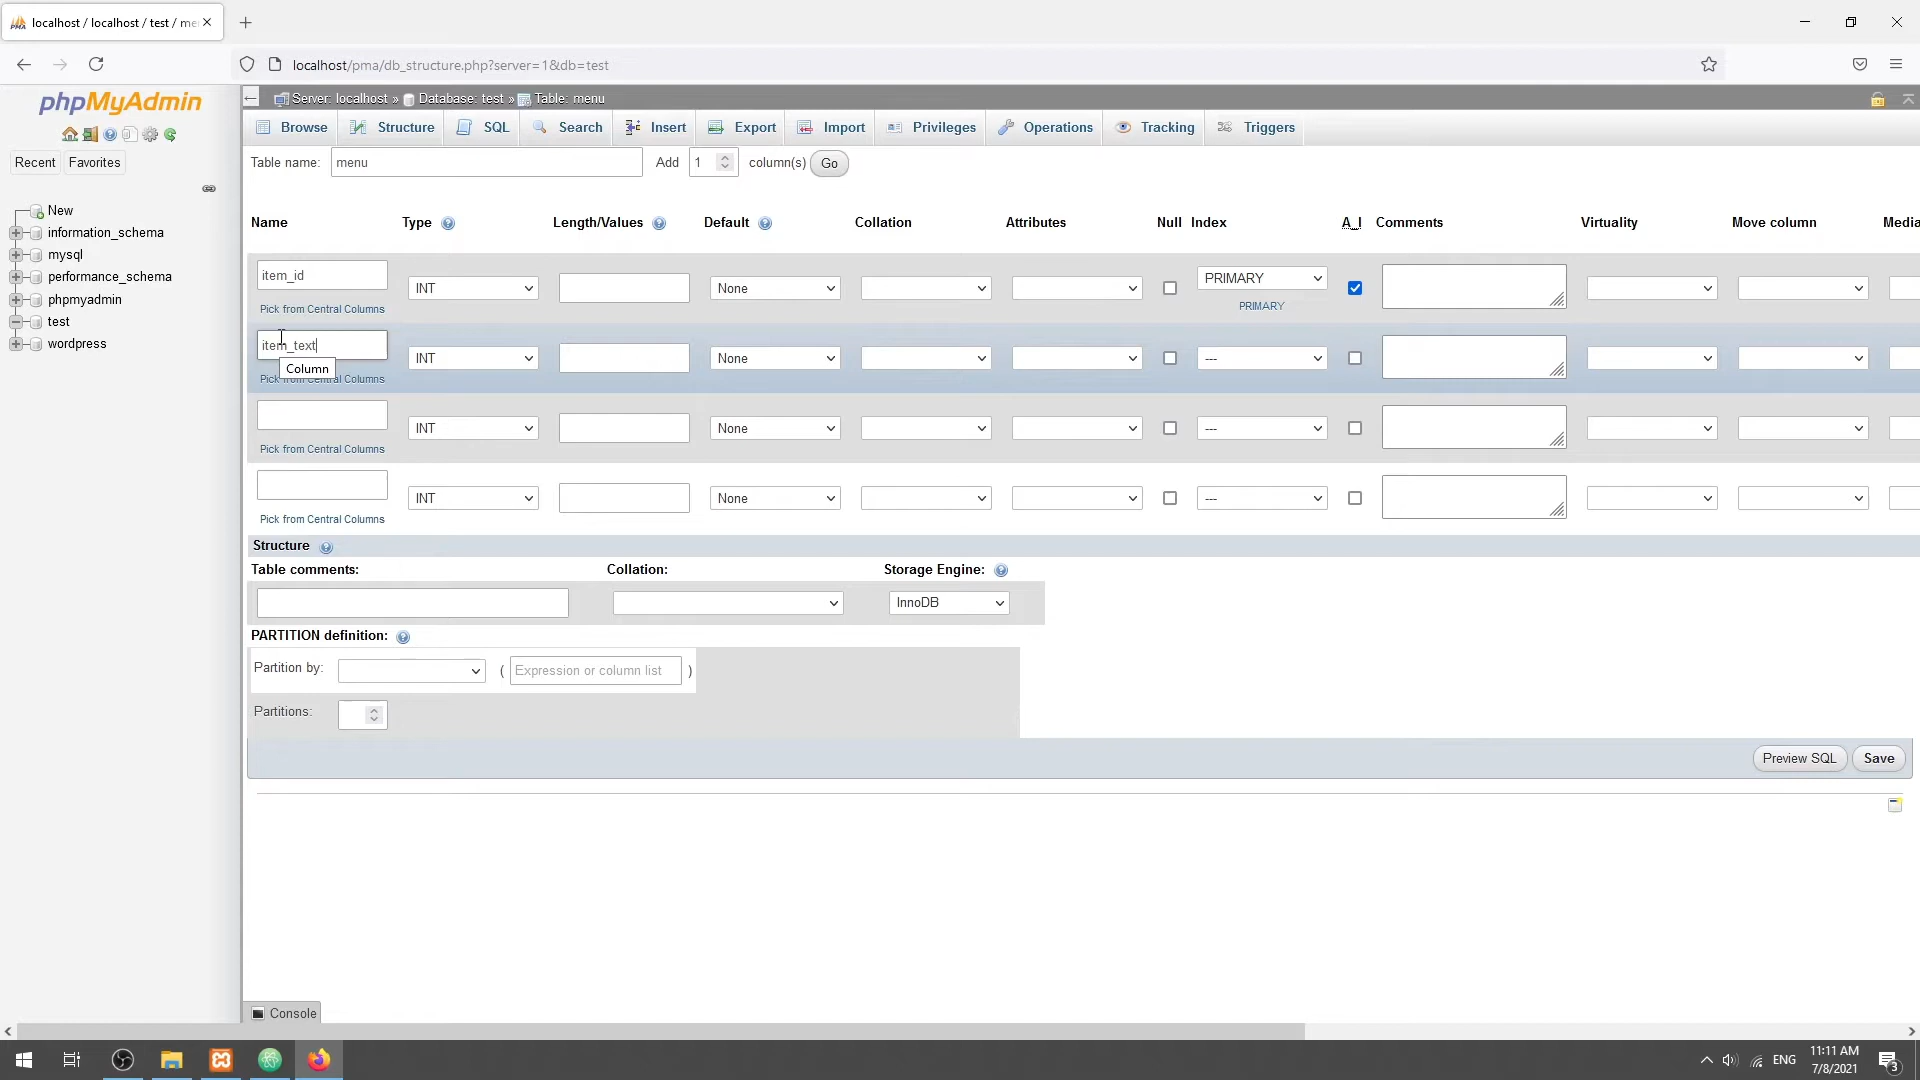 localhost / localhost / test / me
localhost/pma/db_structure.php?server=1&db=test
phpMyAdmin
Recent
Favorites
New
information_schema
mysql
performance_schema
phpmyadmin
test
wordpress
Server: localhost » Database: test » Table: menu
Browse Structure SQL Search Insert Export Import Privileges Operations Tracking Triggers
Table name: menu Add 1 column(s) Go
Name Type Length/Values Default Collation Attributes Null Index A_I Comments Virtuality Move column Media
item_id INT None PRIMARY
Pick from Central Columns PRIMARY
item_text INT None ---
Column
Pick from Central Columns
INT None ---
Pick from Central Columns
INT None ---
Pick from Central Columns
Structure
Table comments: Collation: Storage Engine:
InnoDB
PARTITION definition:
Partition by: ( Expression or column list )
Partitions:
Preview SQL Save
Console
ENG
11:11 AM
7/8/2021
3